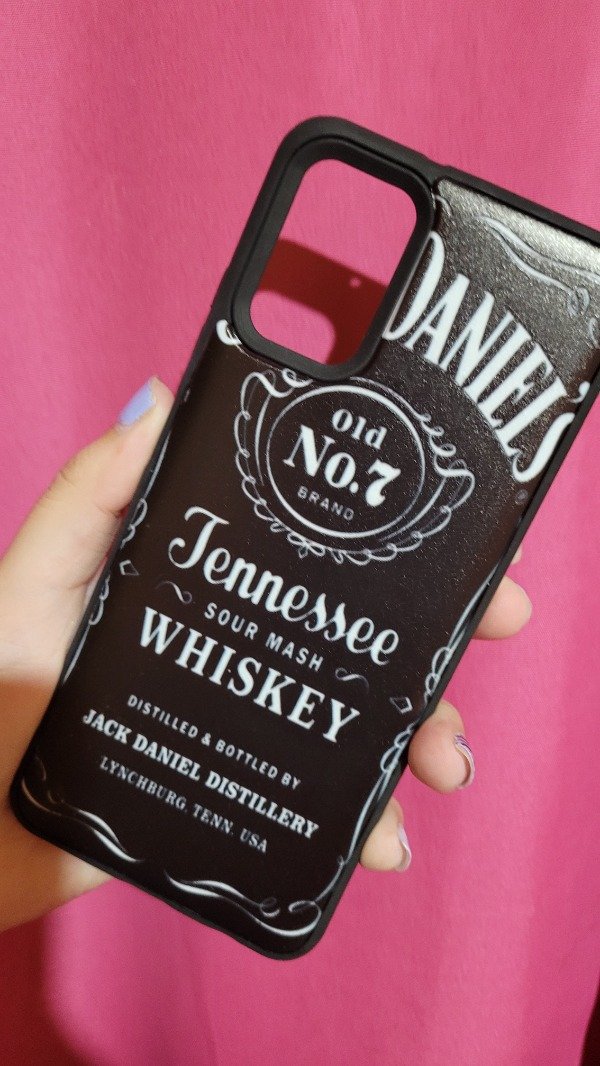 DANIEL'S
Old
No.7
BRAND
Tennessee
SOUR MASH
WHISKEY
DISTILLED & BOTTLED BY
JACK DANIEL DISTILLERY
LYNCHBURG, TENN. USA